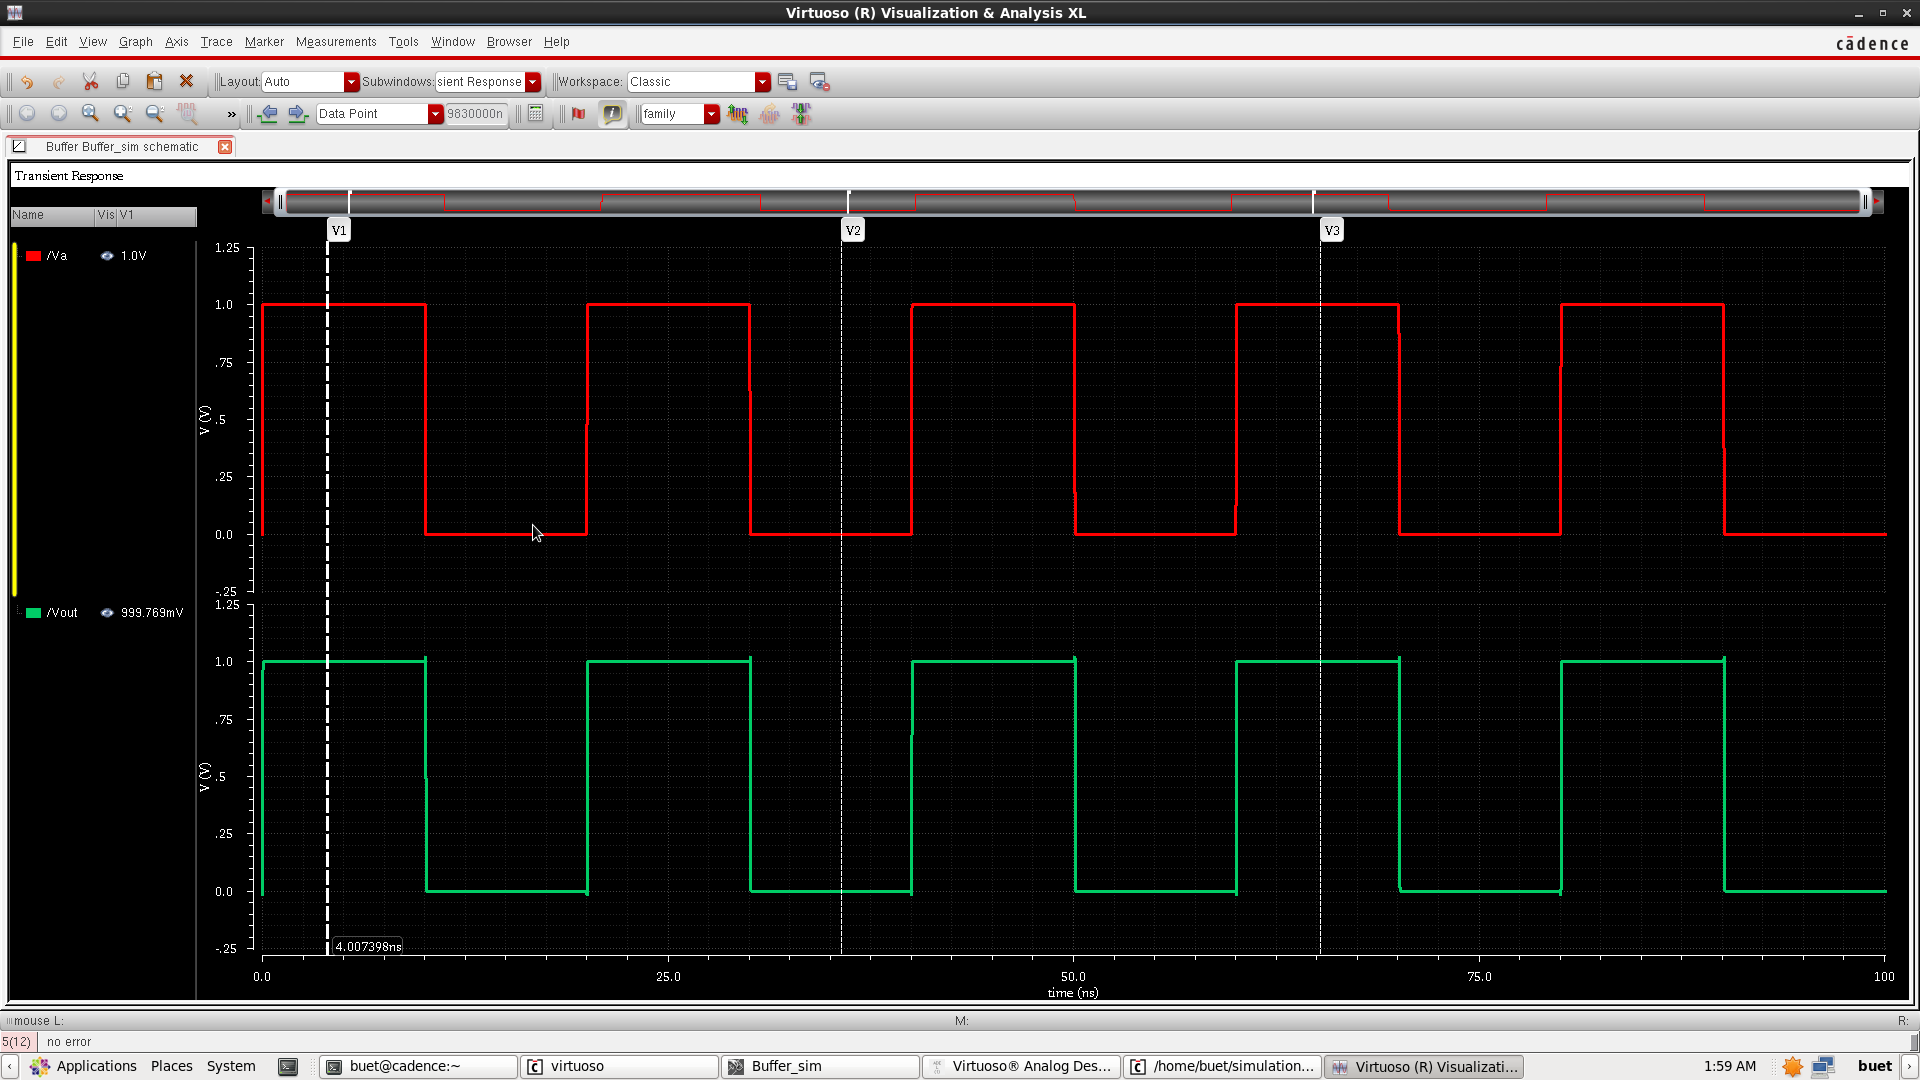 Virtuoso (R) Visualization & Analysis XL
File Edit View Graph Axis Trace Marker Measurements Tools Window Browser Help
cādence
Layout: Auto Subwindows: sient Response Workspace: Classic
» Data Point 9830000n family
Buffer Buffer_sim schematic
Transient Response
Name Vis V1
V1 V2 V3
/Va 1.0V
1.25
1.0
.75
.5
.25
0.0
-.25
V (V)
/Vout 999.769mV
1.25
1.0
.75
.5
.25
0.0
-.25
V (V)
4.007398ns
0.0 25.0 50.0 75.0 100
time (ns)
mouse L: M: R:
5(12) no error
Applications Places System buet@cadence:~ virtuoso Buffer_sim Virtuoso® Analog Des... /home/buet/simulation... Virtuoso (R) Visualizati... 1:59 AM buet